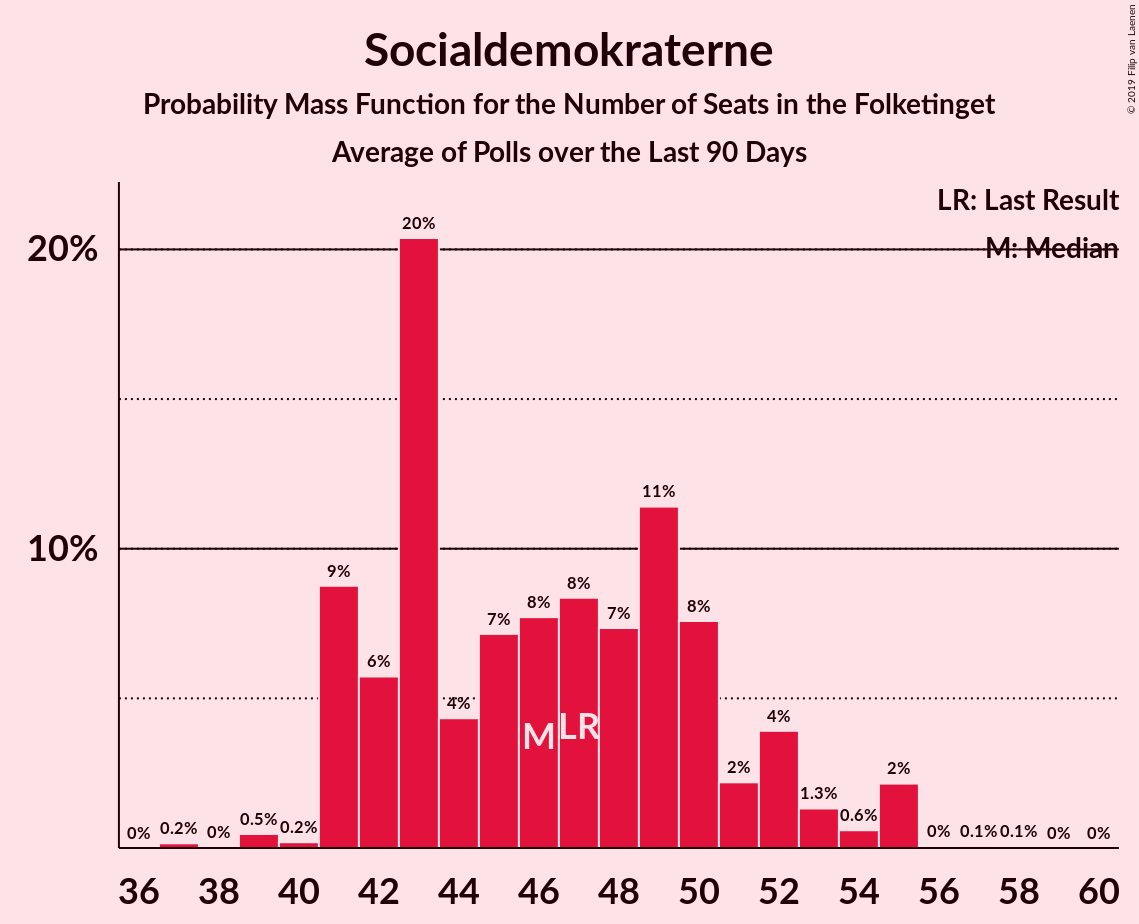 Socialdemokraterne
Probability Mass Function for the Number of Seats in the Folketinget
Average of Polls over the Last 90 Days
© 2019 Filip van Laenen
LR: Last Result
M: Median
20%
10%
0% 0.2% 0% 0.5% 0.2% 9% 6% 20% 4% 7% 8% 8% 7% 11% 8% 2% 4% 1.3% 0.6% 2% 0% 0.1% 0.1% 0% 0%
M LR
36 38 40 42 44 46 48 50 52 54 56 58 60